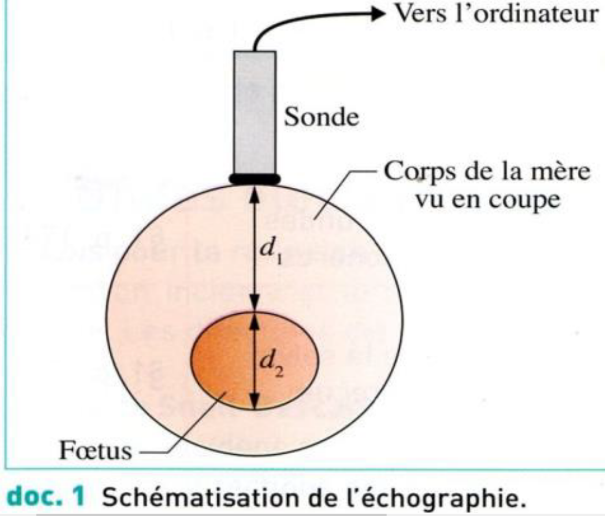 Vers l'ordinateur
Sonde
Corps de la mère
vu en coupe
d₁
d₂
Fœtus
doc. 1 Schématisation de l'échographie.